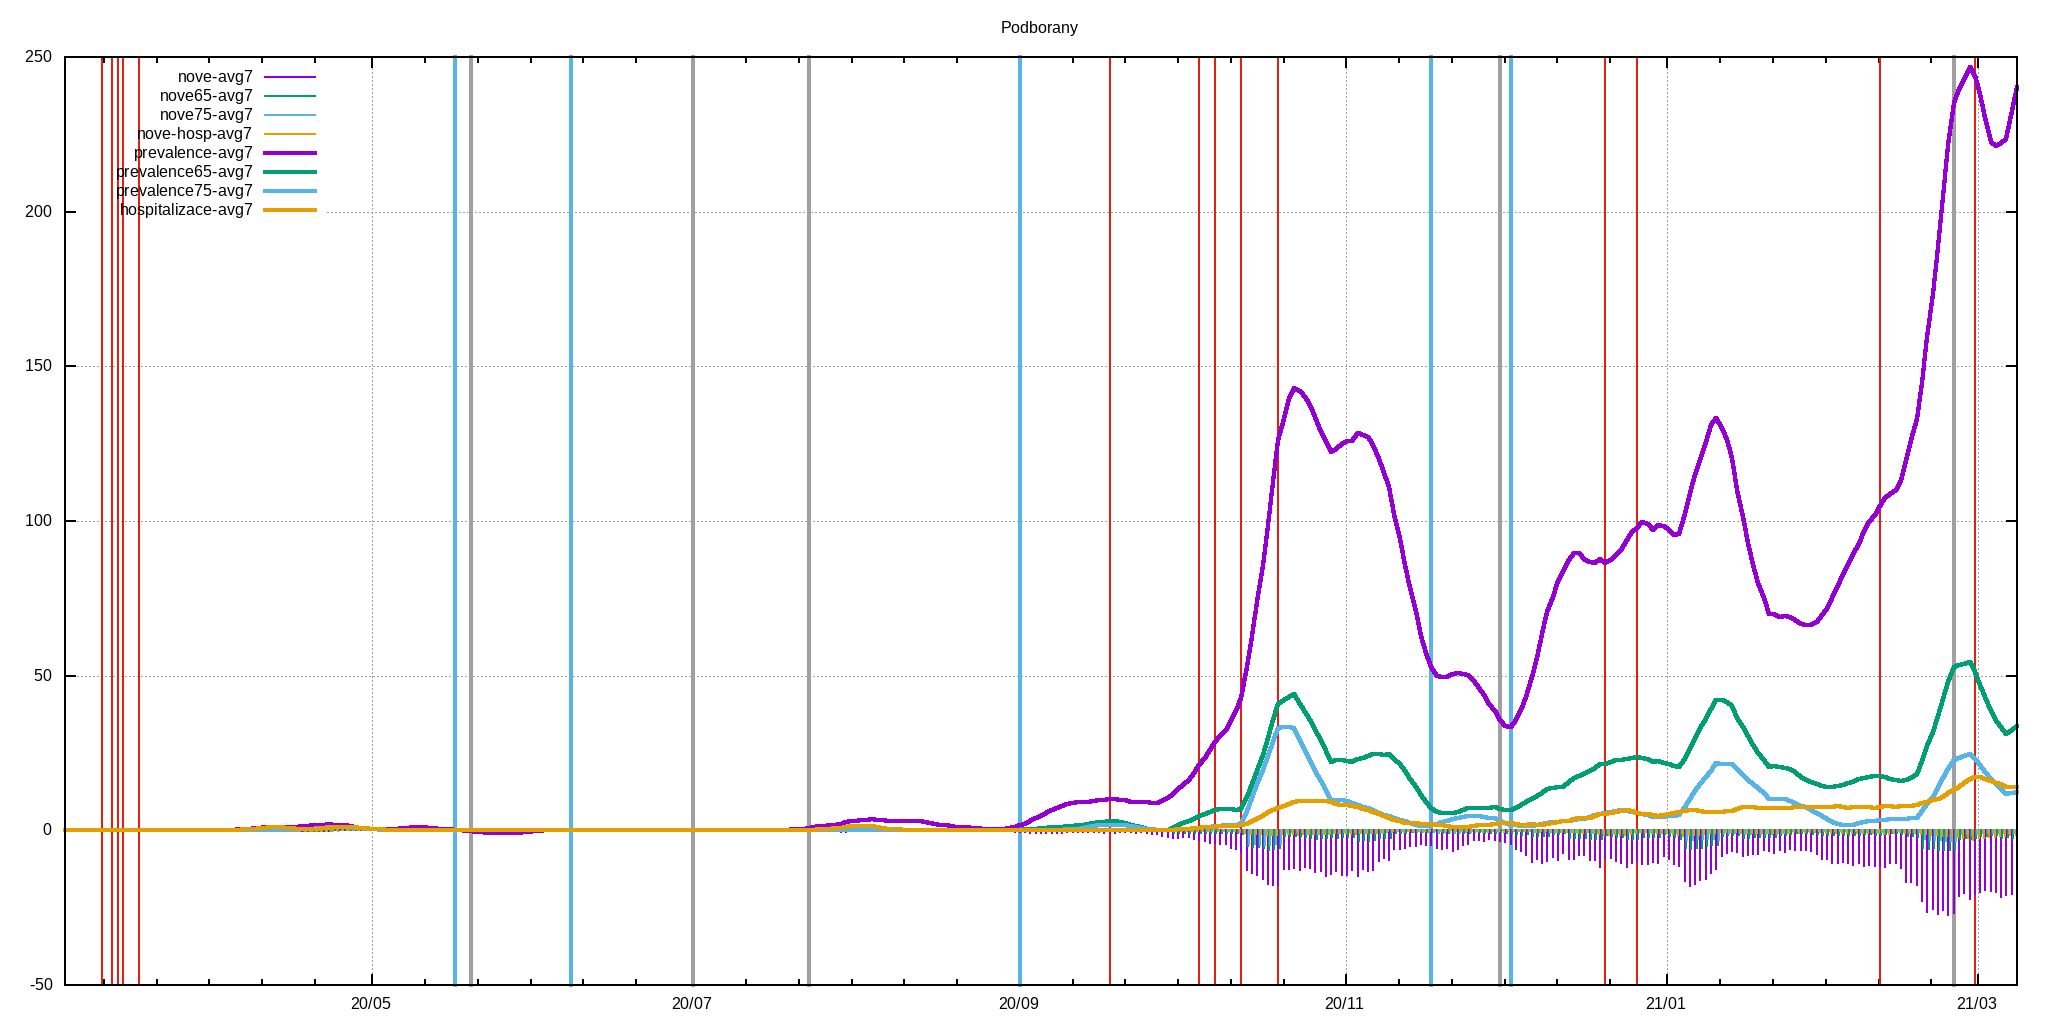 Podborany
250
200
150
100
50
0
-50
nove-avg7
nove65-avg7
nove75-avg7
nove-hosp-avg7
prevalence-avg7
prevalence65-avg7
prevalence75-avg7
hospitalizace-avg7
20/05
20/07
20/09
20/11
21/01
21/03